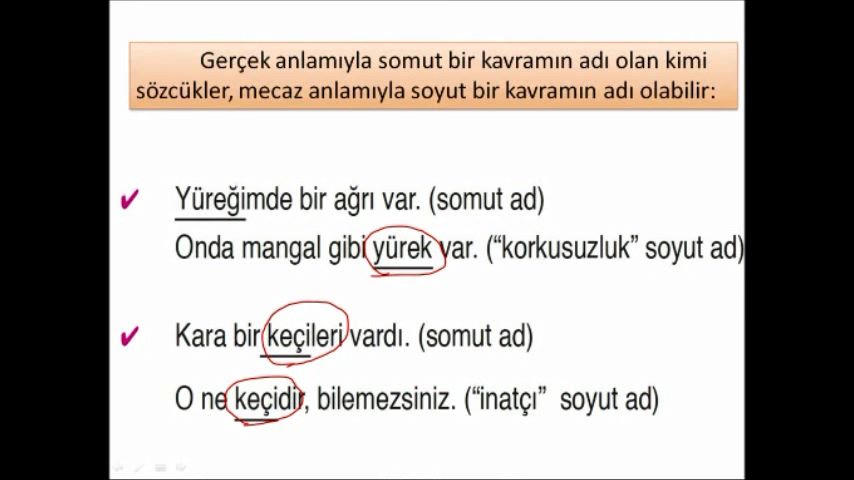 Gerçek anlamıyla somut bir kavramın adı olan kimi
sözcükler, mecaz anlamıyla soyut bir kavramın adı olabilir:
✔ Yüreğimde bir ağrı var. (somut ad)
Onda mangal gibi yürek var. (“korkusuzluk” soyut ad)
✔ Kara bir keçileri vardı. (somut ad)
O ne keçidir, bilemezsiniz. (“inatçı” soyut ad)